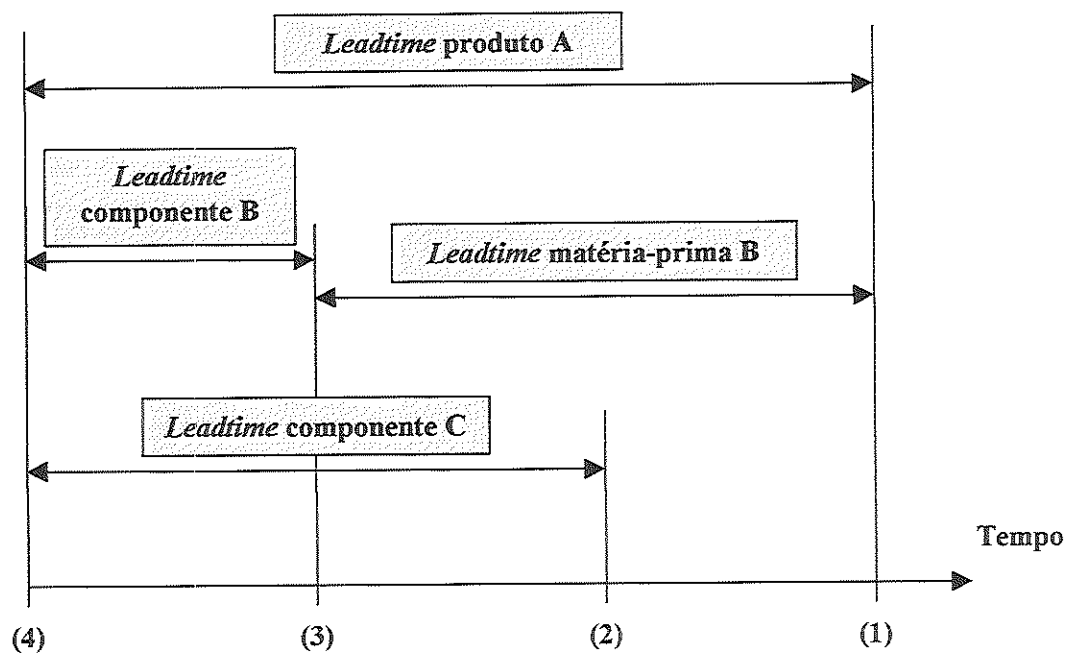 Leadtime produto A
Leadtime
componente B
Leadtime matéria-prima B
Leadtime componente C
Tempo
(4)
(3)
(2)
(1)